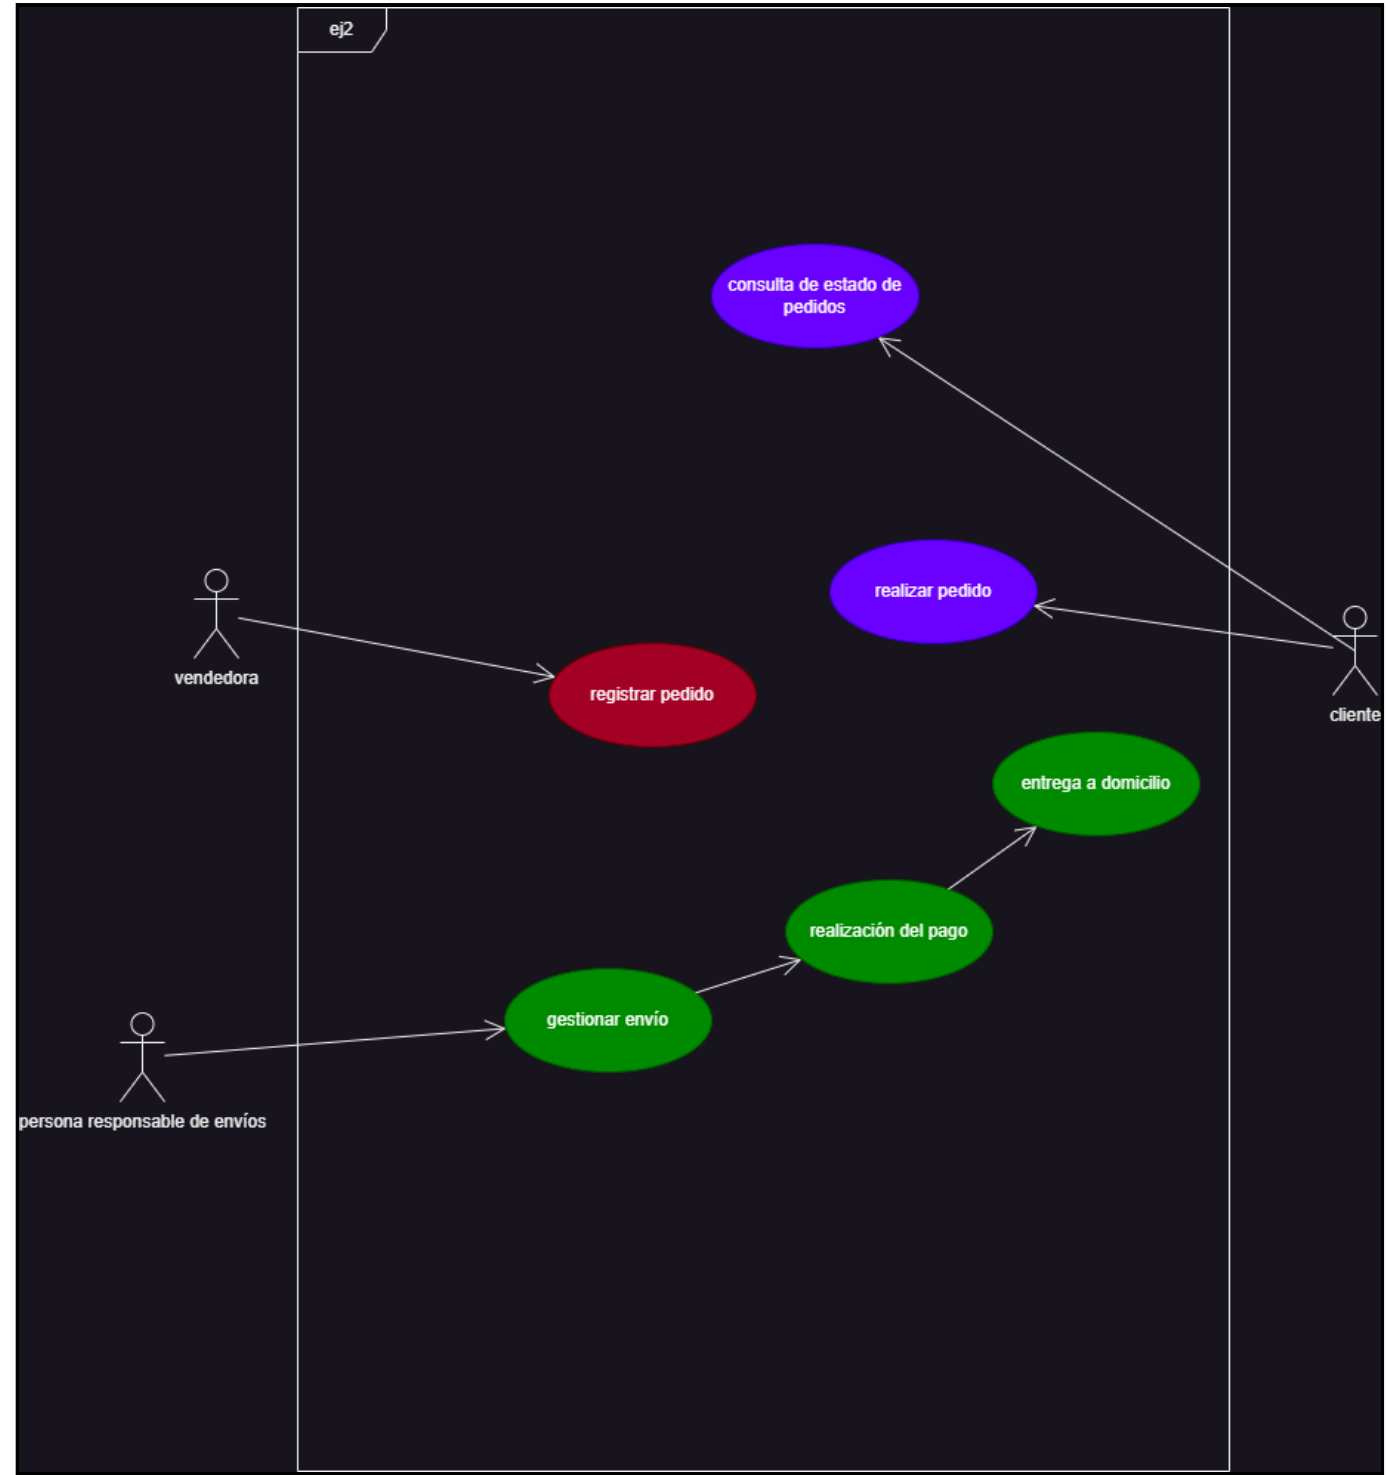 ej2
consulta de estado de
pedidos
realizar pedido
vendedora
registrar pedido
cliente
entrega a domicilio
realización del pago
gestionar envío
persona responsable de envíos